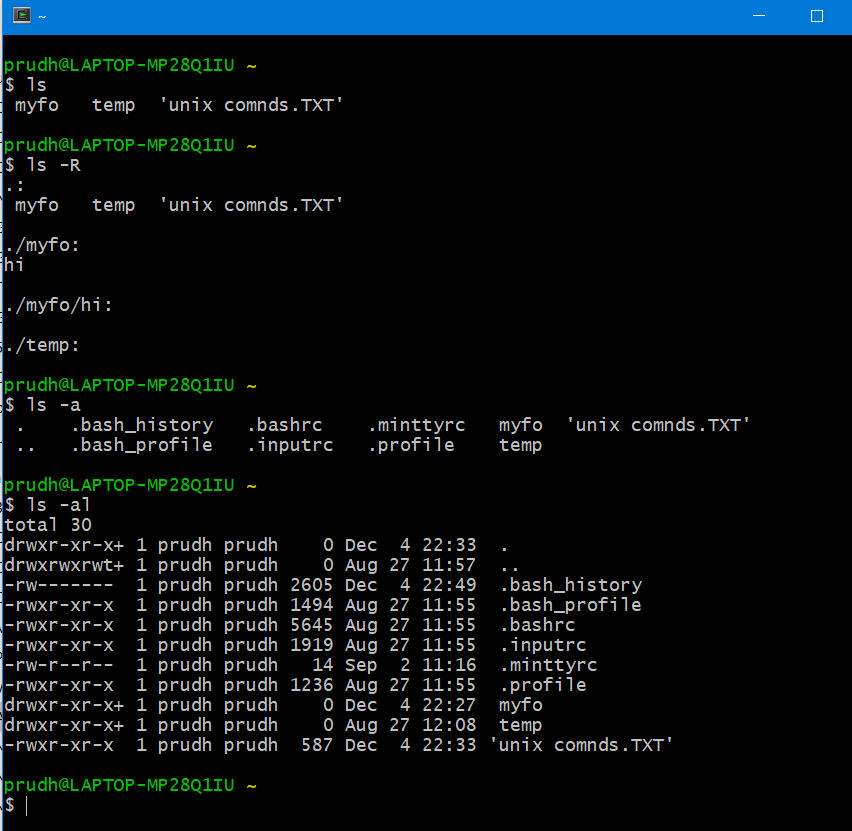 ~
prudh@LAPTOP-MP28Q1IU ~
$ ls
 myfo   temp  'unix comnds.TXT'
prudh@LAPTOP-MP28Q1IU ~
$ ls -R
.:
 myfo   temp  'unix comnds.TXT'
./myfo:
hi
./myfo/hi:
./temp:
prudh@LAPTOP-MP28Q1IU ~
$ ls -a
 .    .bash_history   .bashrc    .minttyrc   myfo  'unix comnds.TXT'
 ..   .bash_profile   .inputrc   .profile    temp
prudh@LAPTOP-MP28Q1IU ~
$ ls -al
total 30
drwxr-xr-x+ 1 prudh prudh    0 Dec  4 22:33  .
drwxrwxrwt+ 1 prudh prudh    0 Aug 27 11:57  ..
-rw-------  1 prudh prudh 2605 Dec  4 22:49  .bash_history
-rwxr-xr-x  1 prudh prudh 1494 Aug 27 11:55  .bash_profile
-rwxr-xr-x  1 prudh prudh 5645 Aug 27 11:55  .bashrc
-rwxr-xr-x  1 prudh prudh 1919 Aug 27 11:55  .inputrc
-rw-r--r--  1 prudh prudh   14 Sep  2 11:16  .minttyrc
-rwxr-xr-x  1 prudh prudh 1236 Aug 27 11:55  .profile
drwxr-xr-x+ 1 prudh prudh    0 Dec  4 22:27  myfo
drwxr-xr-x+ 1 prudh prudh    0 Aug 27 12:08  temp
-rwxr-xr-x  1 prudh prudh  587 Dec  4 22:33 'unix comnds.TXT'
prudh@LAPTOP-MP28Q1IU ~
$